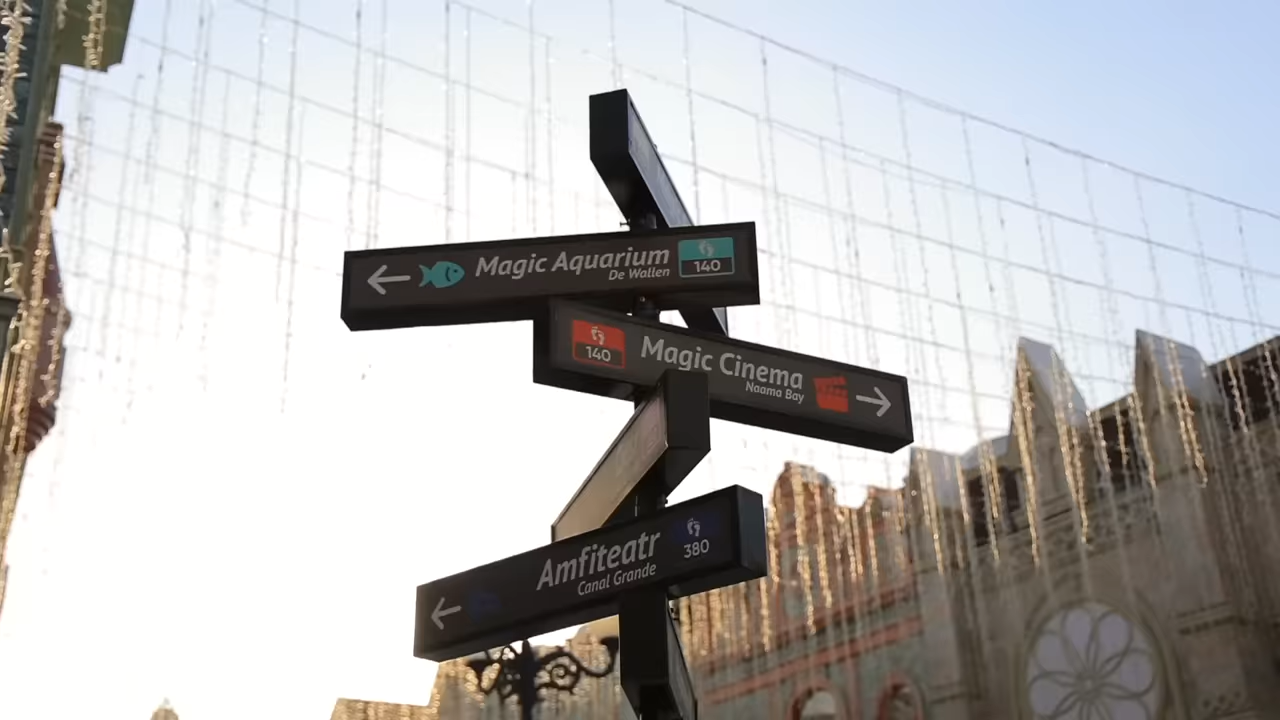 Magic Aquarium
De Wallen
140
140
Magic Cinema
Naama Bay
Amfiteatr
Canal Grande
380